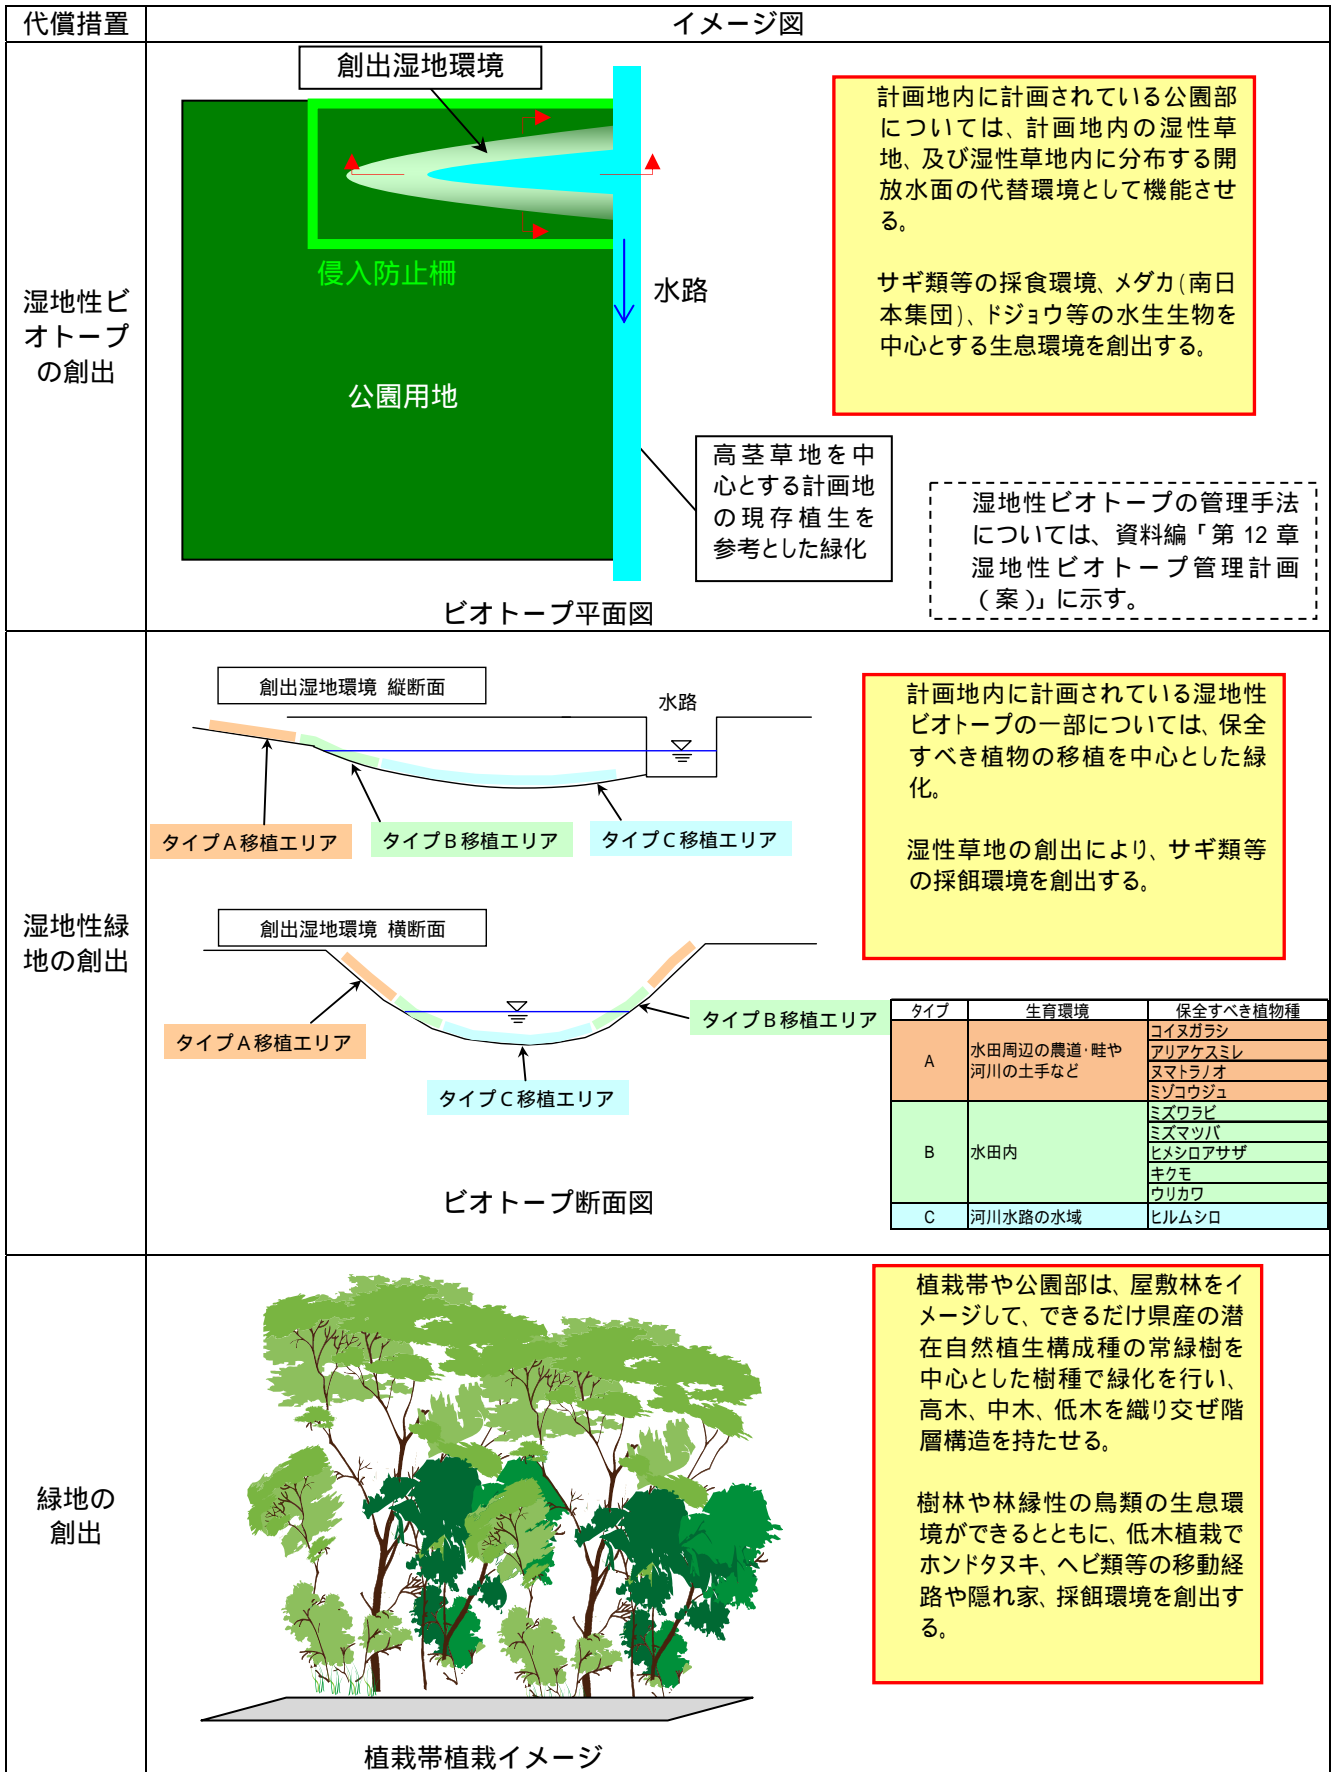 代償措置
イメージ図
湿地性ビ
オトープ
の創出
創出湿地環境
侵入防止柵
水路
公園用地
計画地内に計画されている公園部
については、計画地内の湿性草
地、及び湿性草地内に分布する開
放水面の代替環境として機能させ
る。
サギ類等の採食環境、メダカ(南日
本集団)、ドジョウ等の水生生物を
中心とする生息環境を創出する。
高茎草地を中
心とする計画地
の現存植生を
参考とした緑化
湿地性ビオトープの管理手法
については、資料編「第 12 章
湿地性ビオトープ管理計画
(案)」に示す。
ビオトープ平面図
湿地性緑
地の創出
創出湿地環境 縦断面
水路
タイプA移植エリア
タイプB移植エリア
タイプC移植エリア
創出湿地環境 横断面
タイプA移植エリア
タイプB移植エリア
タイプC移植エリア
ビオトープ断面図
計画地内に計画されている湿地性
ビオトープの一部については、保全
すべき植物の移植を中心とした緑
化。
湿性草地の創出により、サギ類等
の採餌環境を創出する。
タイプ 生育環境 保全すべき植物種
A 水田周辺の農道・畦や
河川の土手など
コイヌガラシ
アリアケスミレ
ヌマトラノオ
ミゾコウジュ
B 水田内
ミズワラビ
ミズマツバ
ヒメシロアサザ
キクモ
ウリカワ
C 河川水路の水域 ヒルムシロ
緑地の
創出
植栽帯や公園部は、屋敷林をイ
メージして、できるだけ県産の潜
在自然植生構成種の常緑樹を
中心とした樹種で緑化を行い、
高木、中木、低木を織り交ぜ階
層構造を持たせる。
樹林や林縁性の鳥類の生息環
境ができるとともに、低木植栽で
ホンドタヌキ、ヘビ類等の移動経
路や隠れ家、採餌環境を創出す
る。
植栽帯植栽イメージ